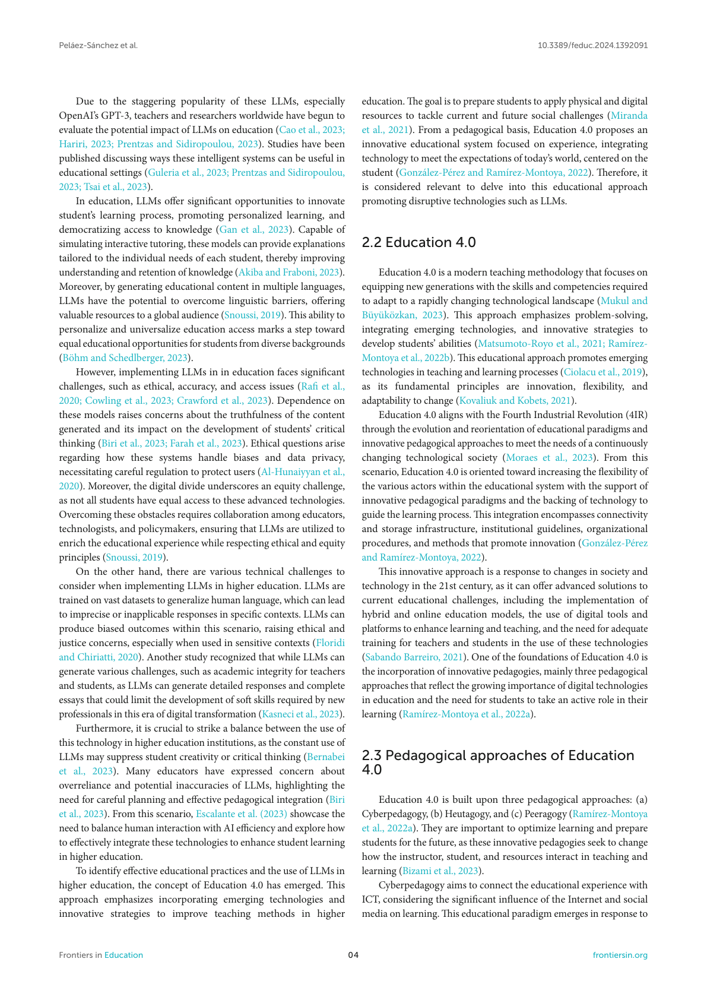 Peláez-Sánchez et al.
10.3389/feduc.2024.1392091
Due to the staggering popularity of these LLMs, especially
OpenAI’s GPT-3, teachers and researchers worldwide have begun to
evaluate the potential impact of LLMs on education (Cao et al., 2023;
Hariri, 2023; Prentzas and Sidiropoulou, 2023). Studies have been
published discussing ways these intelligent systems can be useful in
educational settings (Guleria et al., 2023; Prentzas and Sidiropoulou,
2023; Tsai et al., 2023).
In education, LLMs offer significant opportunities to innovate
student’s learning process, promoting personalized learning, and
democratizing access to knowledge (Gan et al., 2023). Capable of
simulating interactive tutoring, these models can provide explanations
tailored to the individual needs of each student, thereby improving
understanding and retention of knowledge (Akiba and Fraboni, 2023).
Moreover, by generating educational content in multiple languages,
LLMs have the potential to overcome linguistic barriers, offering
valuable resources to a global audience (Snoussi, 2019). This ability to
personalize and universalize education access marks a step toward
equal educational opportunities for students from diverse backgrounds
(Böhm and Schedlberger, 2023).
However, implementing LLMs in in education faces significant
challenges, such as ethical, accuracy, and access issues (Rafi et al.,
2020; Cowling et al., 2023; Crawford et al., 2023). Dependence on
these models raises concerns about the truthfulness of the content
generated and its impact on the development of students’ critical
thinking (Biri et al., 2023; Farah et al., 2023). Ethical questions arise
regarding how these systems handle biases and data privacy,
necessitating careful regulation to protect users (Al-Hunaiyyan et al.,
2020). Moreover, the digital divide underscores an equity challenge,
as not all students have equal access to these advanced technologies.
Overcoming these obstacles requires collaboration among educators,
technologists, and policymakers, ensuring that LLMs are utilized to
enrich the educational experience while respecting ethical and equity
principles (Snoussi, 2019).
On the other hand, there are various technical challenges to
consider when implementing LLMs in higher education. LLMs are
trained on vast datasets to generalize human language, which can lead
to imprecise or inapplicable responses in specific contexts. LLMs can
produce biased outcomes within this scenario, raising ethical and
justice concerns, especially when used in sensitive contexts (Floridi
and Chiriatti, 2020). Another study recognized that while LLMs can
generate various challenges, such as academic integrity for teachers
and students, as LLMs can generate detailed responses and complete
essays that could limit the development of soft skills required by new
professionals in this era of digital transformation (Kasneci et al., 2023).
Furthermore, it is crucial to strike a balance between the use of
this technology in higher education institutions, as the constant use of
LLMs may suppress student creativity or critical thinking (Bernabei
et al., 2023). Many educators have expressed concern about
overreliance and potential inaccuracies of LLMs, highlighting the
need for careful planning and effective pedagogical integration (Biri
et al., 2023). From this scenario, Escalante et al. (2023) showcase the
need to balance human interaction with AI efficiency and explore how
to effectively integrate these technologies to enhance student learning
in higher education.
To identify effective educational practices and the use of LLMs in
higher education, the concept of Education 4.0 has emerged. This
approach emphasizes incorporating emerging technologies and
innovative strategies to improve teaching methods in higher
education. The goal is to prepare students to apply physical and digital
resources to tackle current and future social challenges (Miranda
et al., 2021). From a pedagogical basis, Education 4.0 proposes an
innovative educational system focused on experience, integrating
technology to meet the expectations of today’s world, centered on the
student (González-Pérez and Ramírez-Montoya, 2022). Therefore, it
is considered relevant to delve into this educational approach
promoting disruptive technologies such as LLMs.
2.2 Education 4.0
Education 4.0 is a modern teaching methodology that focuses on
equipping new generations with the skills and competencies required
to adapt to a rapidly changing technological landscape (Mukul and
Büyüközkan, 2023). This approach emphasizes problem-solving,
integrating emerging technologies, and innovative strategies to
develop students’ abilities (Matsumoto-Royo et al., 2021; Ramírez-
Montoya et al., 2022b). This educational approach promotes emerging
technologies in teaching and learning processes (Ciolacu et al., 2019),
as its fundamental principles are innovation, flexibility, and
adaptability to change (Kovaliuk and Kobets, 2021).
Education 4.0 aligns with the Fourth Industrial Revolution (4IR)
through the evolution and reorientation of educational paradigms and
innovative pedagogical approaches to meet the needs of a continuously
changing technological society (Moraes et al., 2023). From this
scenario, Education 4.0 is oriented toward increasing the flexibility of
the various actors within the educational system with the support of
innovative pedagogical paradigms and the backing of technology to
guide the learning process. This integration encompasses connectivity
and storage infrastructure, institutional guidelines, organizational
procedures, and methods that promote innovation (González-Pérez
and Ramírez-Montoya, 2022).
This innovative approach is a response to changes in society and
technology in the 21st century, as it can offer advanced solutions to
current educational challenges, including the implementation of
hybrid and online education models, the use of digital tools and
platforms to enhance learning and teaching, and the need for adequate
training for teachers and students in the use of these technologies
(Sabando Barreiro, 2021). One of the foundations of Education 4.0 is
the incorporation of innovative pedagogies, mainly three pedagogical
approaches that reflect the growing importance of digital technologies
in education and the need for students to take an active role in their
learning (Ramírez-Montoya et al., 2022a).
2.3 Pedagogical approaches of Education
4.0
Education 4.0 is built upon three pedagogical approaches: (a)
Cyberpedagogy, (b) Heutagogy, and (c) Peeragogy (Ramírez-Montoya
et al., 2022a). They are important to optimize learning and prepare
students for the future, as these innovative pedagogies seek to change
how the instructor, student, and resources interact in teaching and
learning (Bizami et al., 2023).
Cyberpedagogy aims to connect the educational experience with
ICT, considering the significant influence of the Internet and social
media on learning. This educational paradigm emerges in response to
Frontiers in Education
04
frontiersin.org